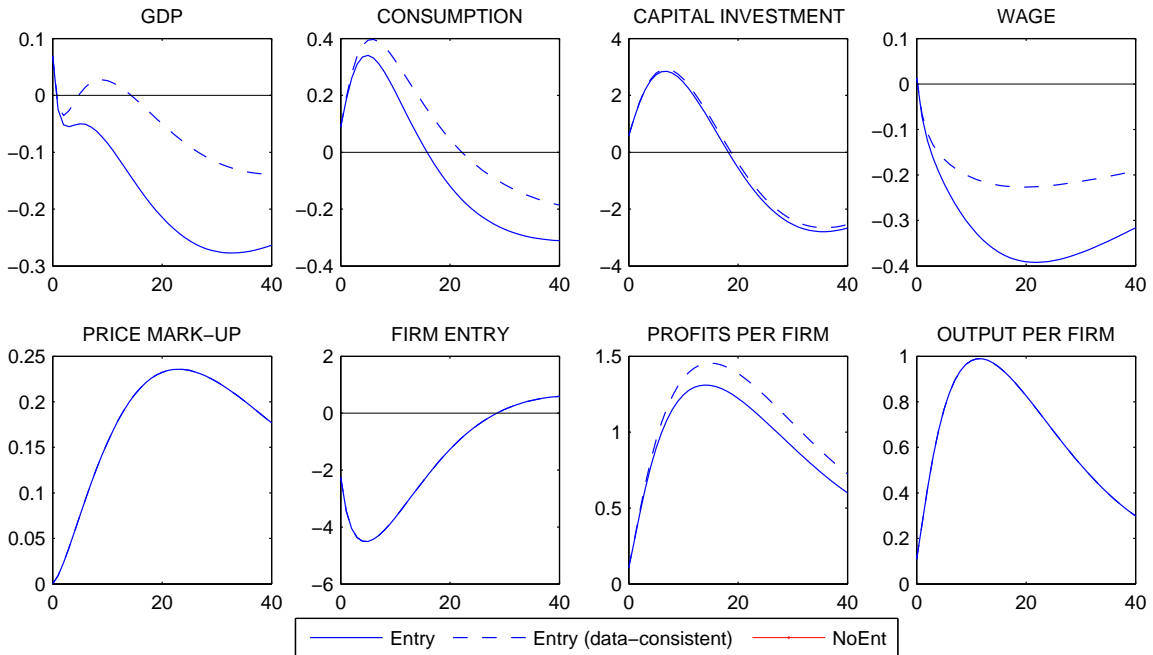 GDP CONSUMPTION CAPITAL INVESTMENT WAGE
0.1 0.4 4 0.1
0 0.2 2 0
−0.1 0 0 −0.1
−0.2 −0.2 −2 −0.2
−0.3
−0.3 −0.4 −4 −0.4
0 20 40 0 20 40 0 20 40 0 20 40
PRICE MARK−UP FIRM ENTRY PROFITS PER FIRM OUTPUT PER FIRM
0.25 2 1.5 1
0.2 0 0.8
0.15 1 0.6
−2
0.1 0.5 0.4
0.05 −4 0.2
0 −6 0 0
0 20 40 0 20 40 0 20 40 0 20 40
Entry Entry (data−consistent) NoEnt